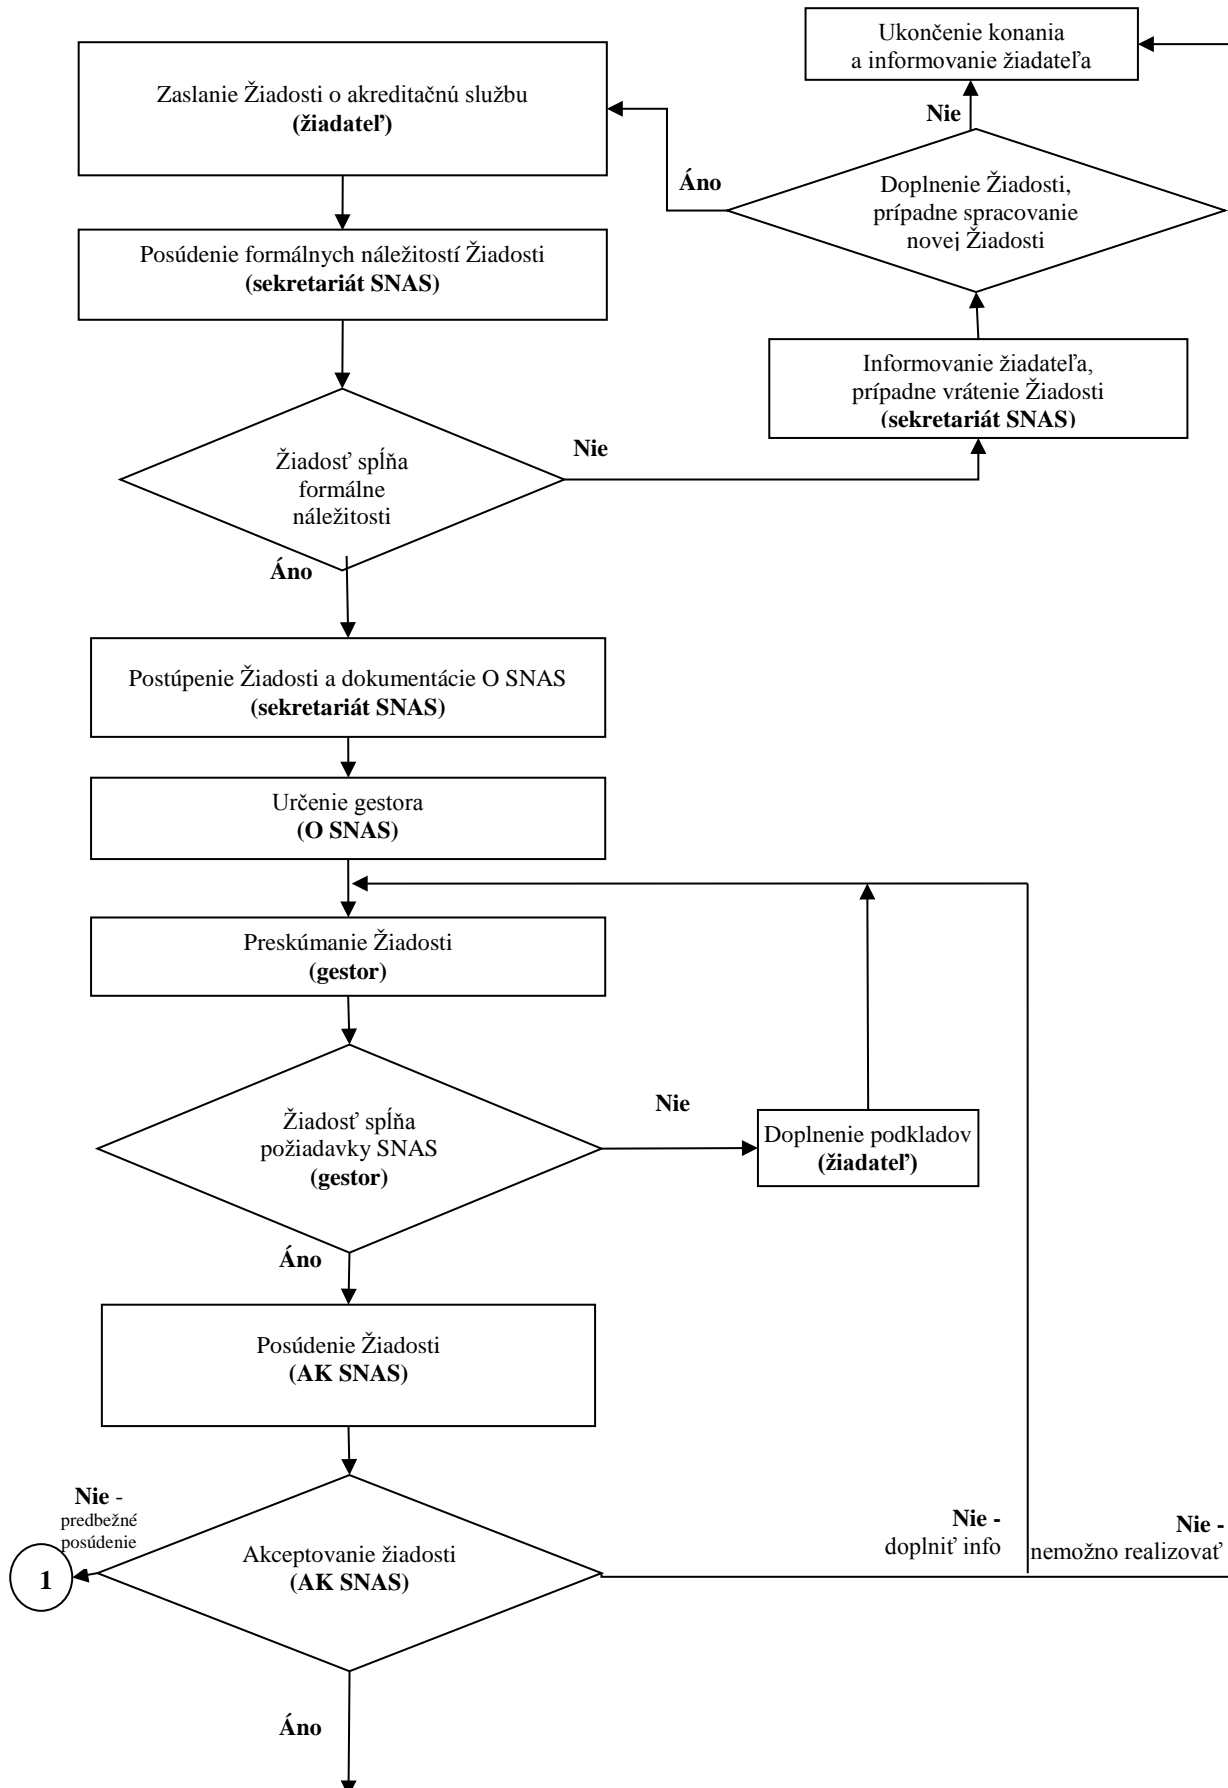 Ukončenie konania
a informovanie žiadateľa
Zaslanie Žiadosti o akreditačnú službu
(žiadateľ)
Nie
Áno
Doplnenie Žiadosti,
prípadne spracovanie
novej Žiadosti
Posúdenie formálnych náležitostí Žiadosti
(sekretariát SNAS)
Informovanie žiadateľa,
prípadne vrátenie Žiadosti
(sekretariát SNAS)
Nie
Žiadosť spĺňa
formálne
náležitosti
Áno
Postúpenie Žiadosti a dokumentácie O SNAS
(sekretariát SNAS)
Určenie gestora
(O SNAS)
Preskúmanie Žiadosti
(gestor)
Nie
Žiadosť spĺňa
požiadavky SNAS
(gestor)
Doplnenie podkladov
(žiadateľ)
Áno
Posúdenie Žiadosti
(AK SNAS)
Nie -
predbežné
posúdenie
1
Akceptovanie žiadosti
(AK SNAS)
Nie -
doplniť info
Nie -
nemožno realizovať
Áno